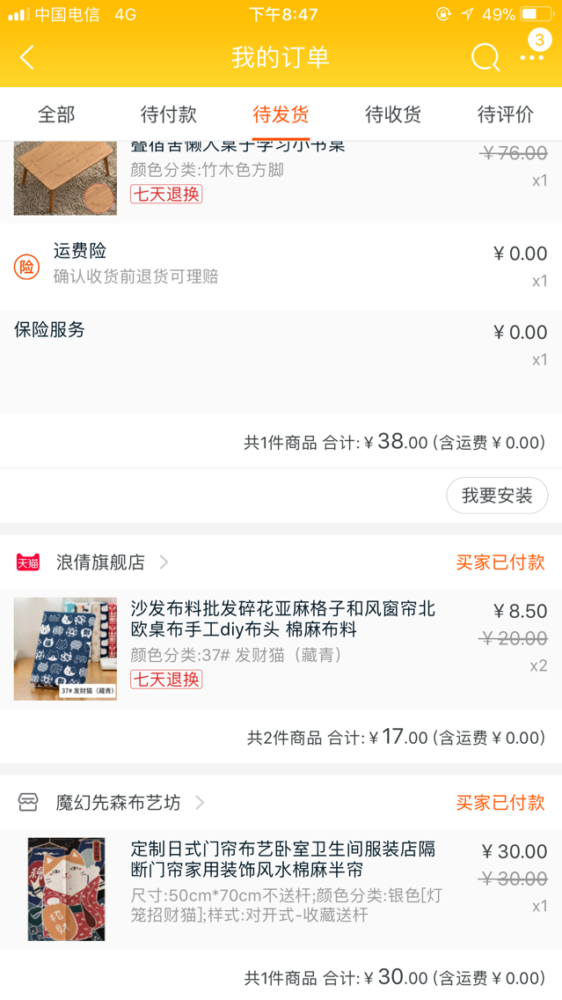 中国电信 4G 下午8:47 49%
我的订单 3
全部 待付款 待发货 待收货 待评价
叠宿舍懒人桌子学习小书桌 ￥76.00
颜色分类:竹木色方脚 x1
七天退换
运费险 ￥0.00
险
确认收货前退货可理赔 x1
保险服务 ￥0.00
x1
共1件商品 合计:￥38.00 (含运费￥0.00)
我要安装
天猫 浪倩旗舰店 买家已付款
沙发布料批发碎花亚麻格子和风窗帘北 ￥8.50
欧桌布手工diy布头 棉麻布料 ￥20.00
颜色分类:37# 发财猫（藏青） x2
七天退换
37# 发财猫（藏青）
共2件商品 合计:￥17.00 (含运费￥0.00)
魔幻先森布艺坊 买家已付款
定制日式门帘布艺卧室卫生间服装店隔 ￥30.00
断门帘家用装饰风水棉麻半帘 ￥30.00
尺寸:50cm*70cm不送杆;颜色分类:银色[灯 x1
笼招财猫];样式:对开式-收藏送杆
招财
共1件商品 合计:￥30.00 (含运费￥0.00)